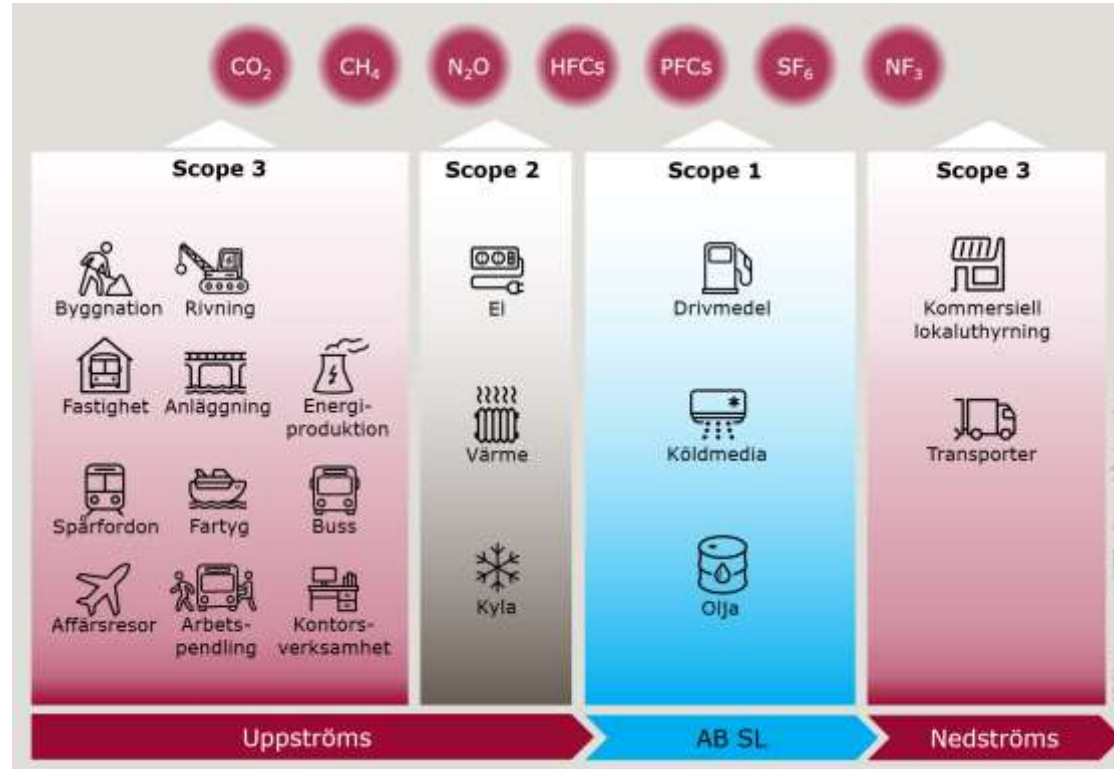 CO₂ CH₄ N₂O HFCs PFCs SF₆ NF₃
Scope 3
Byggnation Rivning
Fastighet Anläggning Energi-
produktion
Spårfordon Fartyg Buss
Affärsresor Arbets-
pendling
Kontors-
verksamhet
Scope 2
El
Värme
Kyla
Scope 1
Drivmedel
Köldmedia
Olja
Scope 3
Kommersiell
lokaluthyrning
Transporter
Uppströms AB SL Nedströms